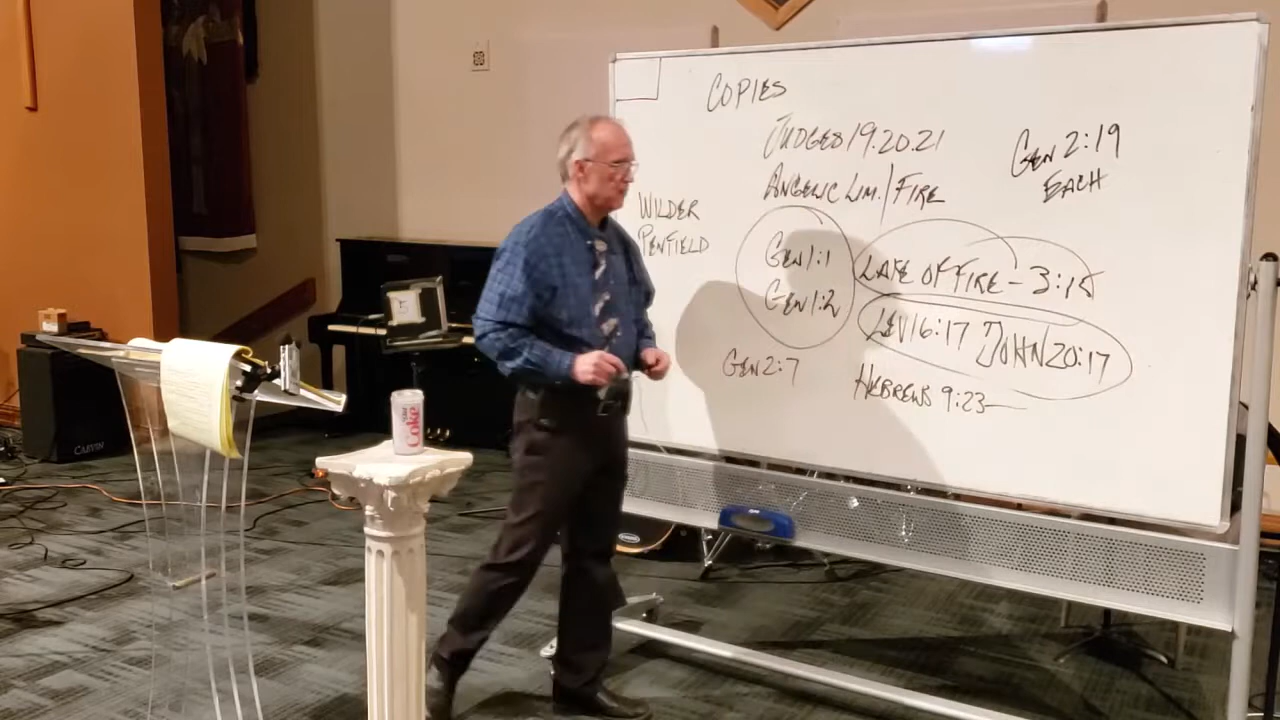 COPIES
JUDGES 19.20.21
GEN 2:19
EACH
ANGELIC LIM./FIRE
WILDER
PENFIELD
GEN 1:1
GEN 1:2
LAKE OF FIRE - 3:15
LEV 16:17 JOHN 20:17
GEN 2:7
HEBREWS 9:23
5
Coke
CARVIN